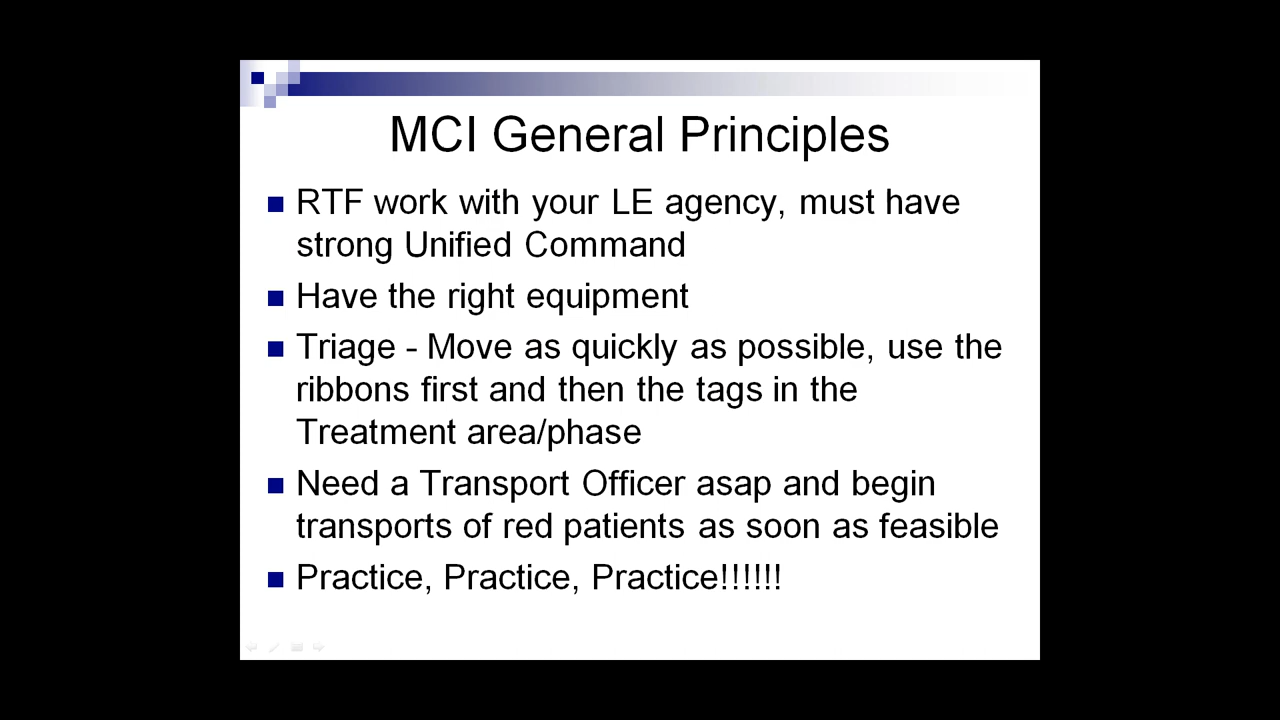 MCI General Principles
RTF work with your LE agency, must have
strong Unified Command
Have the right equipment
Triage - Move as quickly as possible, use the
ribbons first and then the tags in the
Treatment area/phase
Need a Transport Officer asap and begin
transports of red patients as soon as feasible
Practice, Practice, Practice!!!!!!